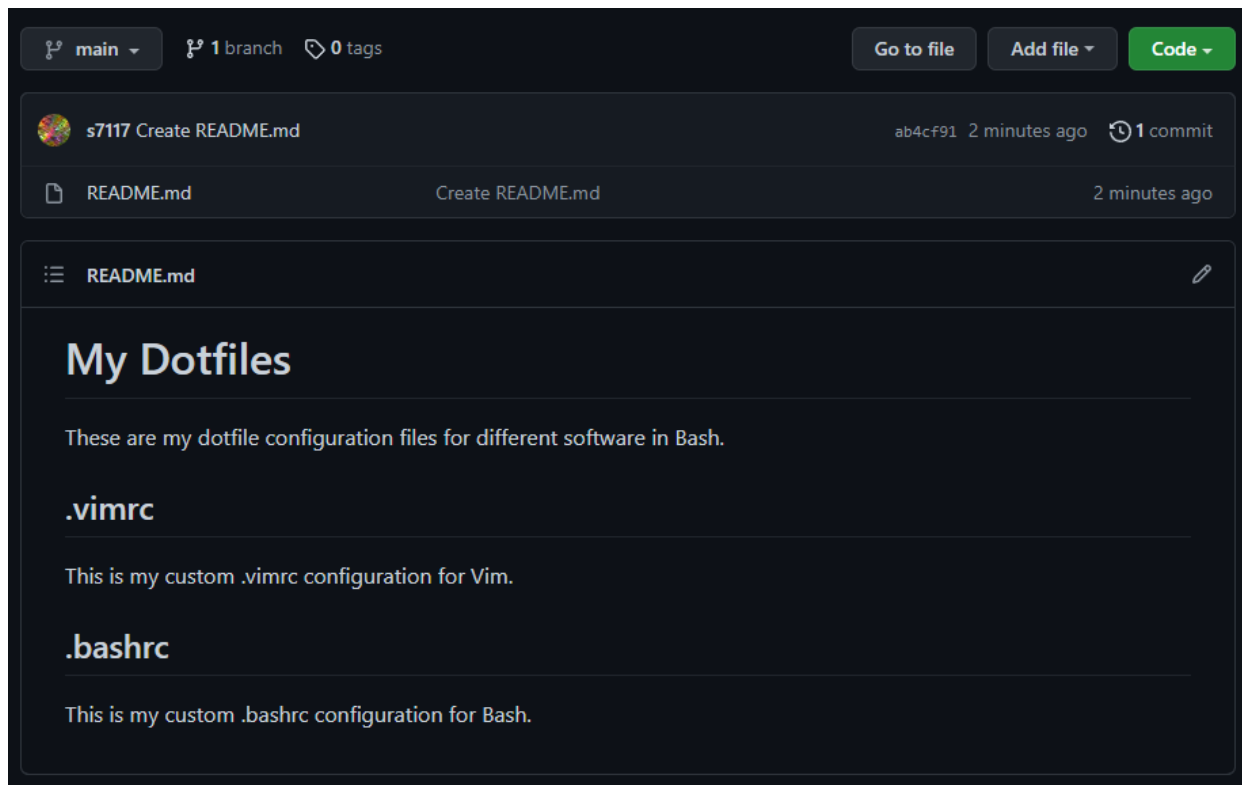 main 1 branch 0 tags Go to file Add file Code
s7117 Create README.md ab4cf91 2 minutes ago 1 commit
README.md Create README.md 2 minutes ago
README.md
My Dotfiles
These are my dotfile configuration files for different software in Bash.
.vimrc
This is my custom .vimrc configuration for Vim.
.bashrc
This is my custom .bashrc configuration for Bash.